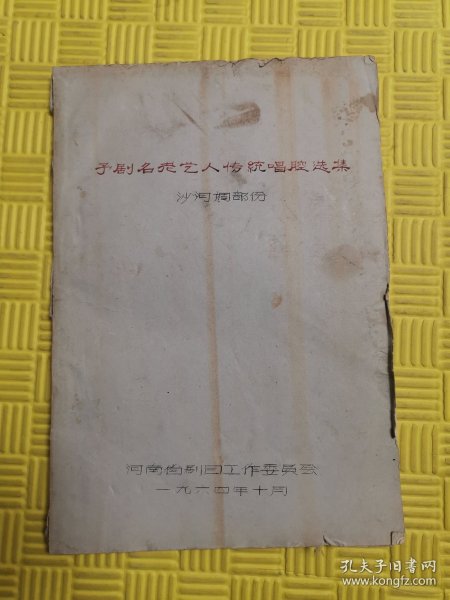 予剧名老艺人传統唱腔选集
沙河调部份
河南省剧目工作委员会
一九六四年十月
孔夫子旧书网
www.kongfz.com